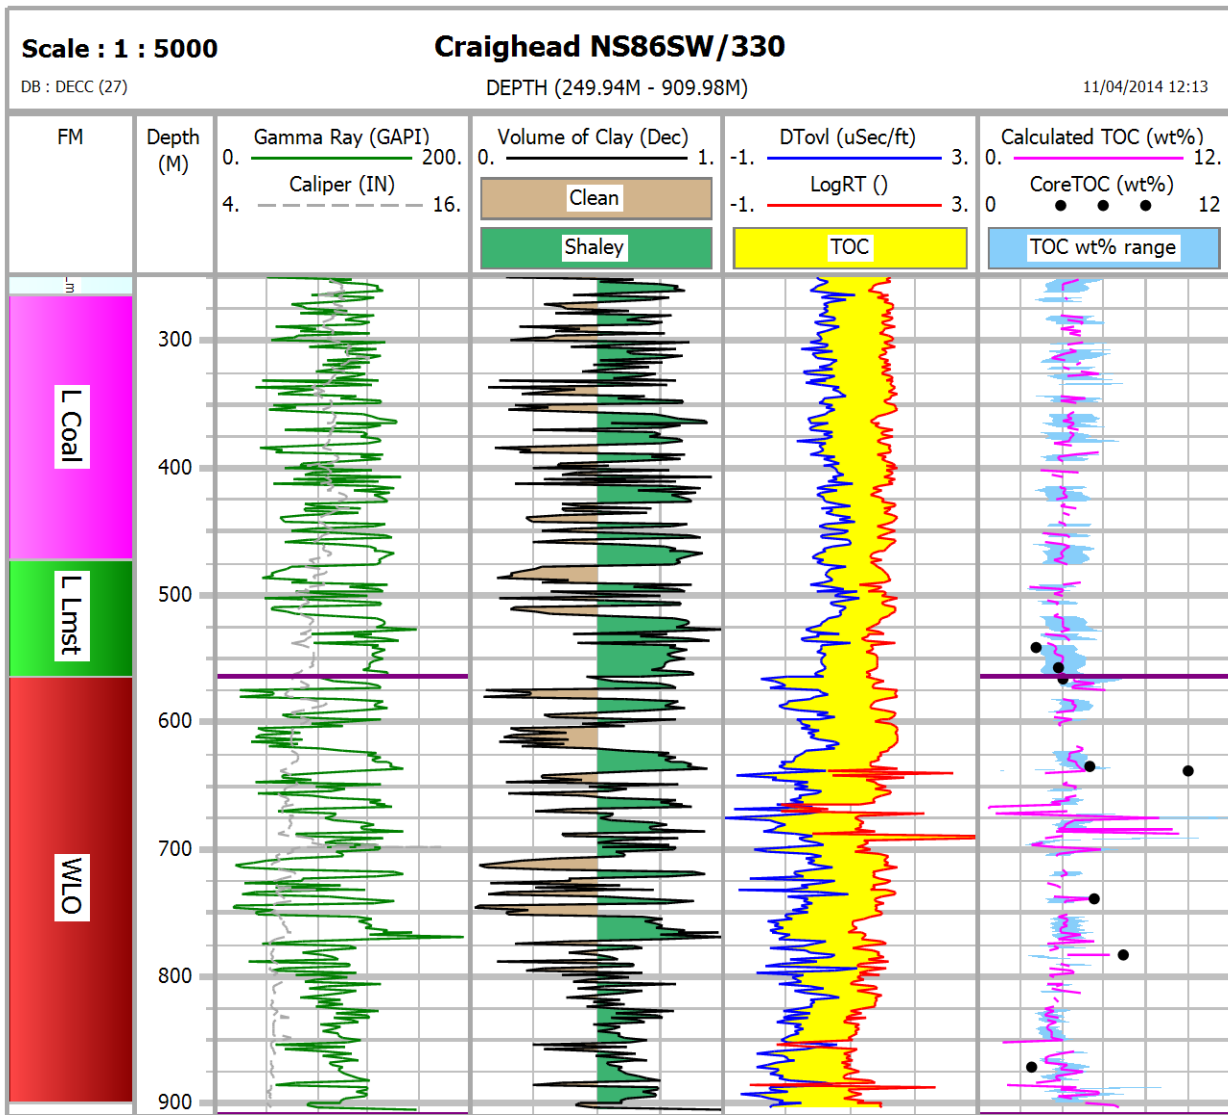 Scale : 1 : 5000
Craighead NS86SW/330
DB : DECC (27)
DEPTH (249.94M - 909.98M)
11/04/2014 12:13
FM
Depth
(M)
Gamma Ray (GAPI)
0. 200.
Caliper (IN)
4. 16.
Volume of Clay (Dec)
0. 1.
Clean
Shaley
DTovl (uSec/ft)
-1. 3.
LogRT ()
-1. 3.
TOC
Calculated TOC (wt%)
0. 12.
CoreTOC (wt%)
0 12
TOC wt% range
_m
L Coal
L Lmst
WLO
300
400
500
600
700
800
900